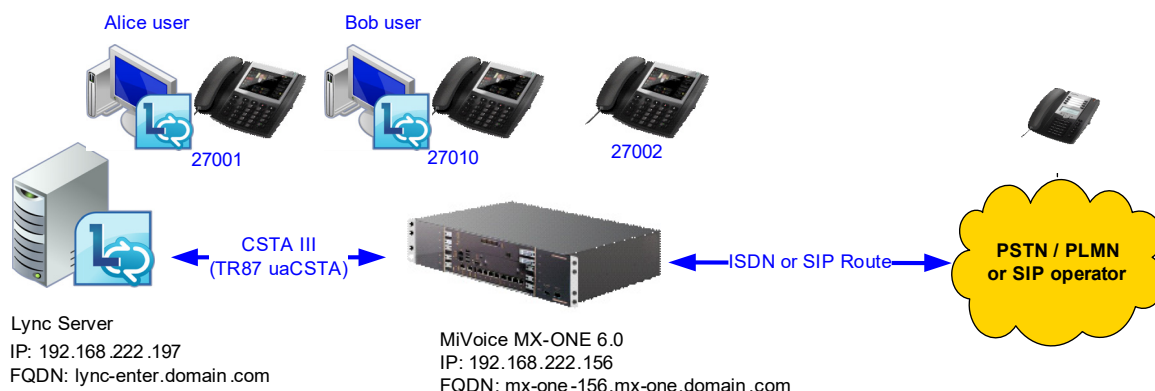 Alice user
Bob user
27001
27010
27002
CSTA III
(TR87 uaCSTA)
ISDN or SIP Route
PSTN / PLMN
or SIP operator
Lync Server
IP: 192.168.222.197
FQDN: lync-enter.domain.com
MiVoice MX-ONE 6.0
IP: 192.168.222.156
FQDN: mx-one-156.mx-one.domain.com